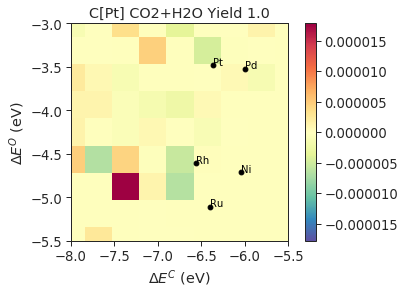 C[Pt] CO2+H2O Yield 1.0
−3.0
−3.5
−4.0
−4.5
−5.0
−5.5
ΔE^O (eV)
Pt
Pd
Rh
Ni
Ru
−8.0 −7.5 −7.0 −6.5 −6.0 −5.5
ΔE^C (eV)
0.000015
0.000010
0.000005
0.000000
−0.000005
−0.000010
−0.000015